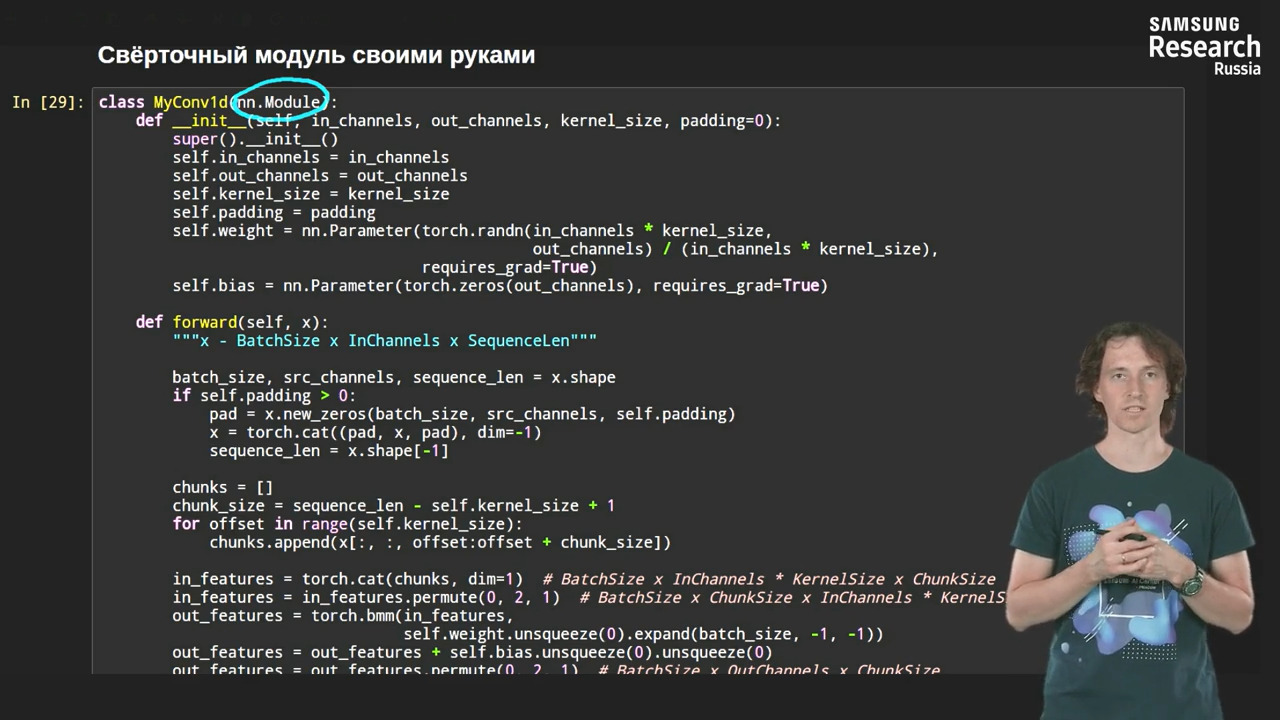 Свёрточный модуль своими руками
SAMSUNG
Research
Russia
In [29]:
class MyConv1d(nn.Module):
    def __init__(self, in_channels, out_channels, kernel_size, padding=0):
        super().__init__()
        self.in_channels = in_channels
        self.out_channels = out_channels
        self.kernel_size = kernel_size
        self.padding = padding
        self.weight = nn.Parameter(torch.randn(in_channels * kernel_size,
                                               out_channels) / (in_channels * kernel_size),
                                   requires_grad=True)
        self.bias = nn.Parameter(torch.zeros(out_channels), requires_grad=True)
    def forward(self, x):
        """x - BatchSize x InChannels x SequenceLen"""
        batch_size, src_channels, sequence_len = x.shape
        if self.padding > 0:
            pad = x.new_zeros(batch_size, src_channels, self.padding)
            x = torch.cat((pad, x, pad), dim=-1)
            sequence_len = x.shape[-1]
        chunks = []
        chunk_size = sequence_len - self.kernel_size + 1
        for offset in range(self.kernel_size):
            chunks.append(x[:, :, offset:offset + chunk_size])
        in_features = torch.cat(chunks, dim=1)  # BatchSize x InChannels * KernelSize x ChunkSize
        in_features = in_features.permute(0, 2, 1)  # BatchSize x ChunkSize x InChannels * KernelS
        out_features = torch.bmm(in_features,
                                 self.weight.unsqueeze(0).expand(batch_size, -1, -1))
        out_features = out_features + self.bias.unsqueeze(0).unsqueeze(0)
        out_features = out_features.permute(0, 2, 1)  # BatchSize x OutChannels x ChunkSize